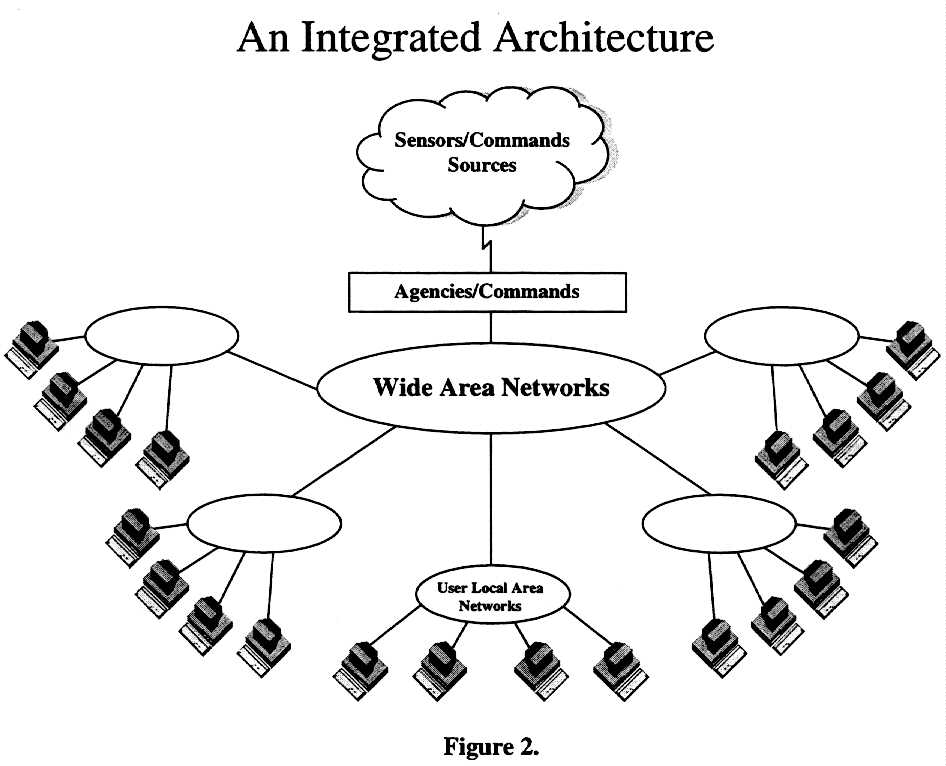 An Integrated Architecture
Sensors/Commands
Sources
Agencies/Commands
Wide Area Networks
User Local Area
Networks
Figure 2.